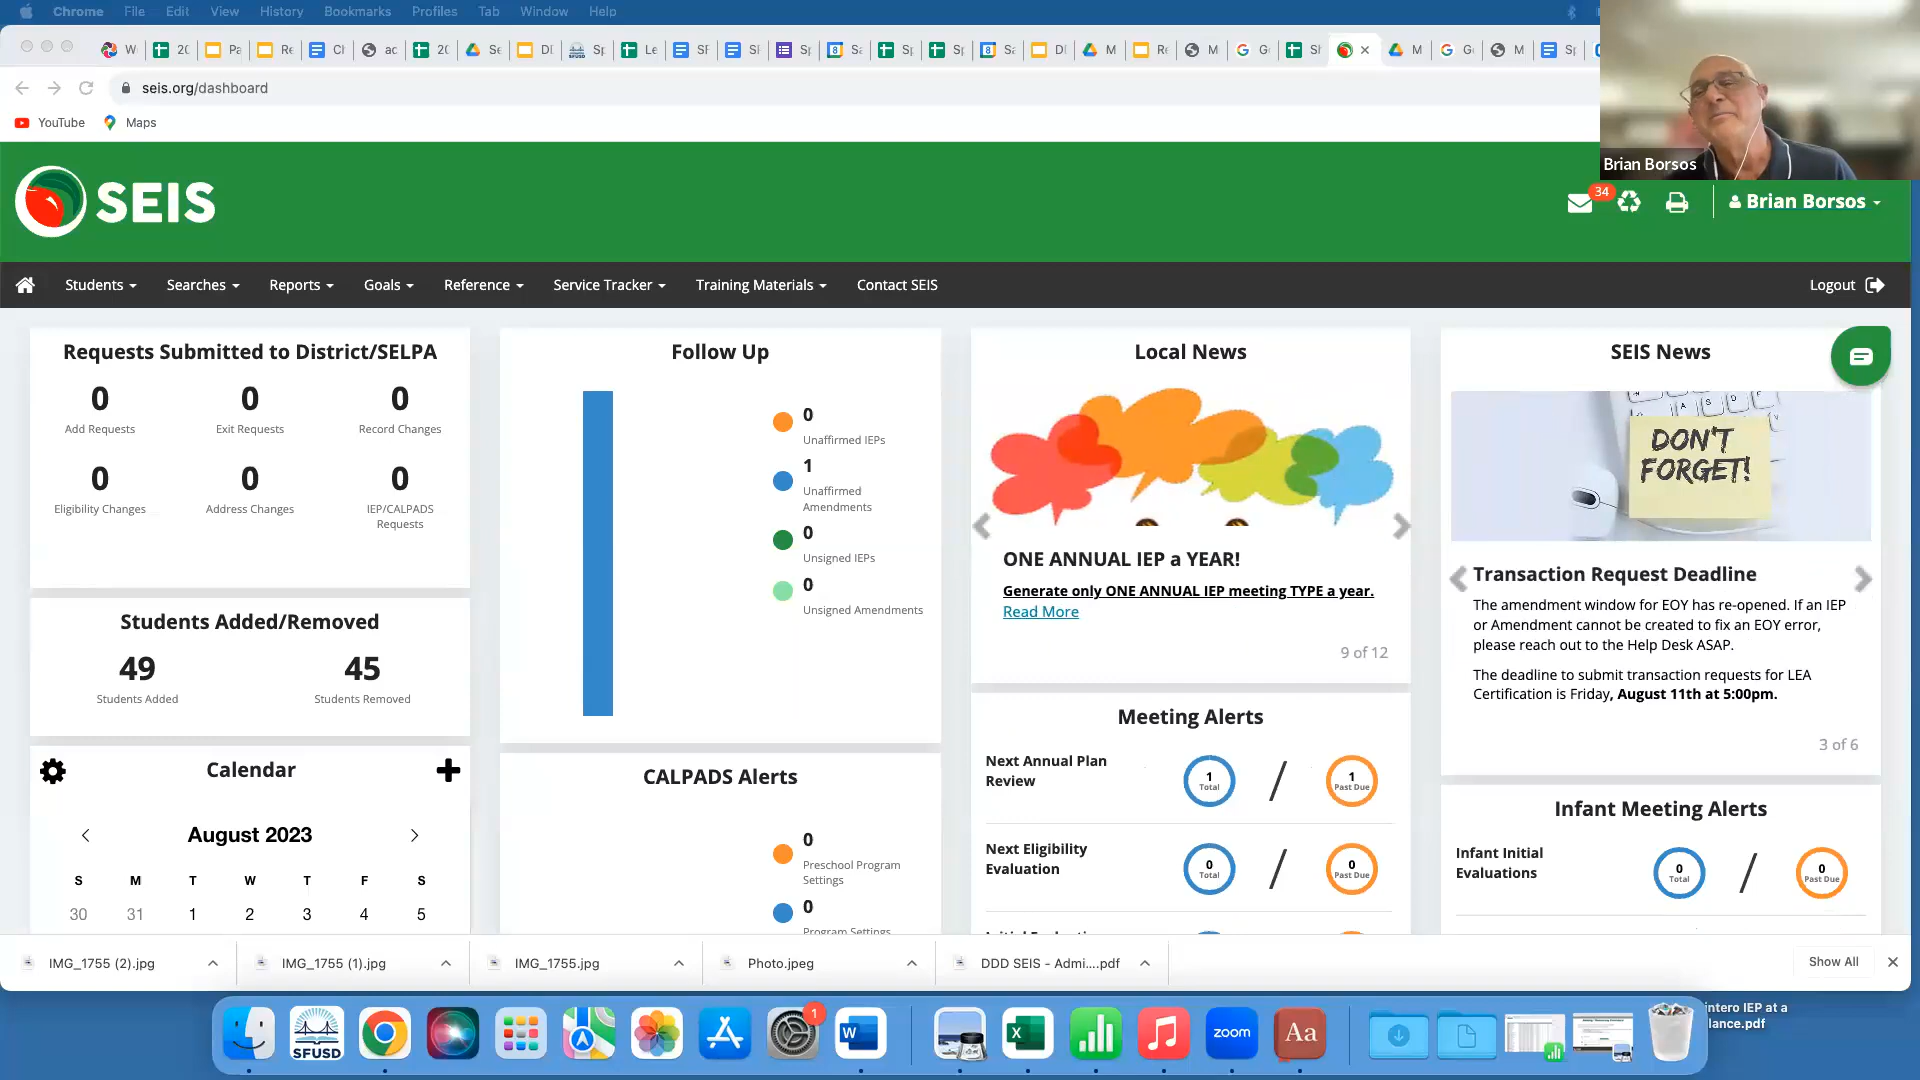 Chrome File Edit View History Bookmarks Profiles Tab Window Help
seis.org/dashboard
YouTube Maps
Brian Borsos
SEIS
34
Brian Borsos
Students Searches Reports Goals Reference Service Tracker Training Materials Contact SEIS Logout
Requests Submitted to District/SELPA
0 0 0
Add Requests Exit Requests Record Changes
0 0 0
Eligibility Changes Address Changes IEP/CALPADS
Requests
Students Added/Removed
49 45
Students Added Students Removed
Calendar
August 2023
S M T W T F S
30 31 1 2 3 4 5
Follow Up
0
Unaffirmed IEPs
1
Unaffirmed
Amendments
0
Unsigned IEPs
0
Unsigned Amendments
CALPADS Alerts
0
Preschool Program
Settings
0
Program Settings
Local News
ONE ANNUAL IEP a YEAR!
Generate only ONE ANNUAL IEP meeting TYPE a year.
Read More
9 of 12
Meeting Alerts
Next Annual Plan
Review
1 Total / 1 Past Due
Next Eligibility
Evaluation
0 Total / 0 Past Due
SEIS News
DON'T
FORGET!
Transaction Request Deadline
The amendment window for EOY has re-opened. If an IEP
or Amendment cannot be created to fix an EOY error,
please reach out to the Help Desk ASAP.
The deadline to submit transaction requests for LEA
Certification is Friday, August 11th at 5:00pm.
3 of 6
Infant Meeting Alerts
Infant Initial
Evaluations
0 Total / 0 Past Due
IMG_1755 (2).jpg IMG_1755 (1).jpg IMG_1755.jpg Photo.jpeg DDD SEIS - Admi....pdf Show All
SFUSD
1
W
X
zoom
Aa
intero IEP at a
lance.pdf